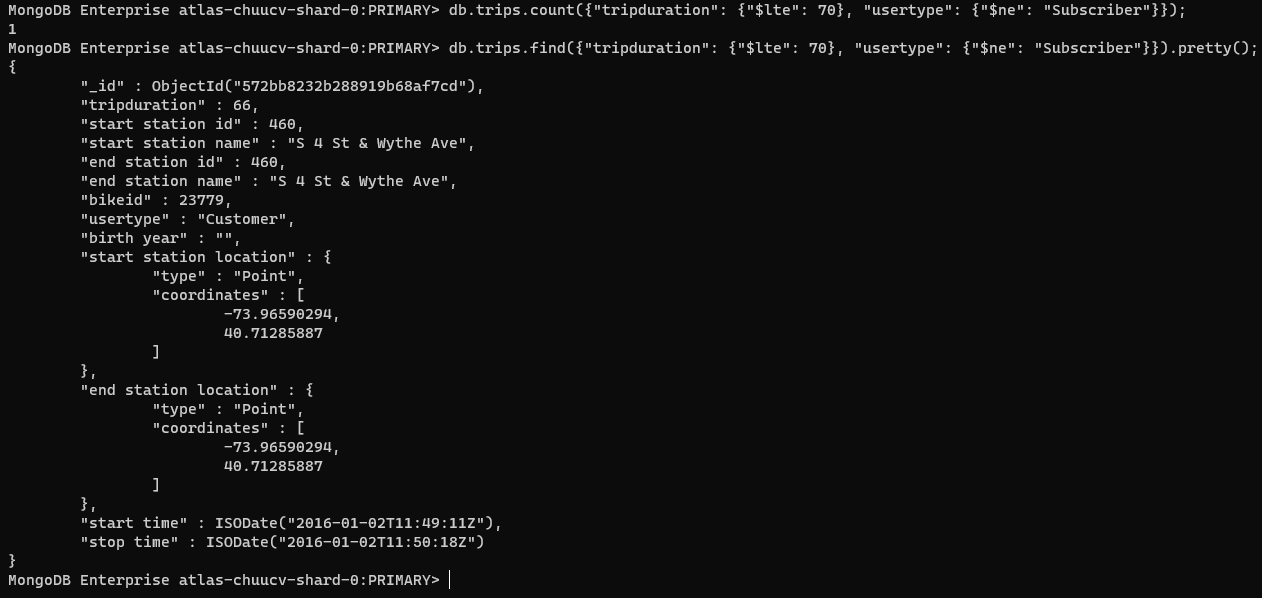 MongoDB Enterprise atlas-chuucv-shard-0:PRIMARY> db.trips.count({"tripduration": {"$lte": 70}, "usertype": {"$ne": "Subscriber"}});
1
MongoDB Enterprise atlas-chuucv-shard-0:PRIMARY> db.trips.find({"tripduration": {"$lte": 70}, "usertype": {"$ne": "Subscriber"}}).pretty();
{
        "_id" : ObjectId("572bb8232b288919b68af7cd"),
        "tripduration" : 66,
        "start station id" : 460,
        "start station name" : "S 4 St & Wythe Ave",
        "end station id" : 460,
        "end station name" : "S 4 St & Wythe Ave",
        "bikeid" : 23779,
        "usertype" : "Customer",
        "birth year" : "",
        "start station location" : {
                "type" : "Point",
                "coordinates" : [
                        -73.96590294,
                        40.71285887
                ]
        },
        "end station location" : {
                "type" : "Point",
                "coordinates" : [
                        -73.96590294,
                        40.71285887
                ]
        },
        "start time" : ISODate("2016-01-02T11:49:11Z"),
        "stop time" : ISODate("2016-01-02T11:50:18Z")
}
MongoDB Enterprise atlas-chuucv-shard-0:PRIMARY>